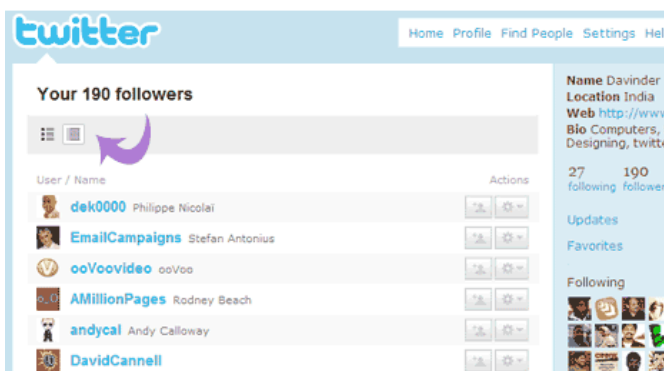 twitter
Home Profile Find People Settings Hel
Your 190 followers
User / Name Actions
dek0000 Philippe Nicolaï
EmailCampaigns Stefan Antonius
ooVoovideo ooVoo
AMillionPages Rodney Beach
andycal Andy Calloway
DavidCannell
Name Davinder
Location India
Web http://www
Bio Computers,
Designing, twitte
27 190
following follower
Updates
Favorites
Following